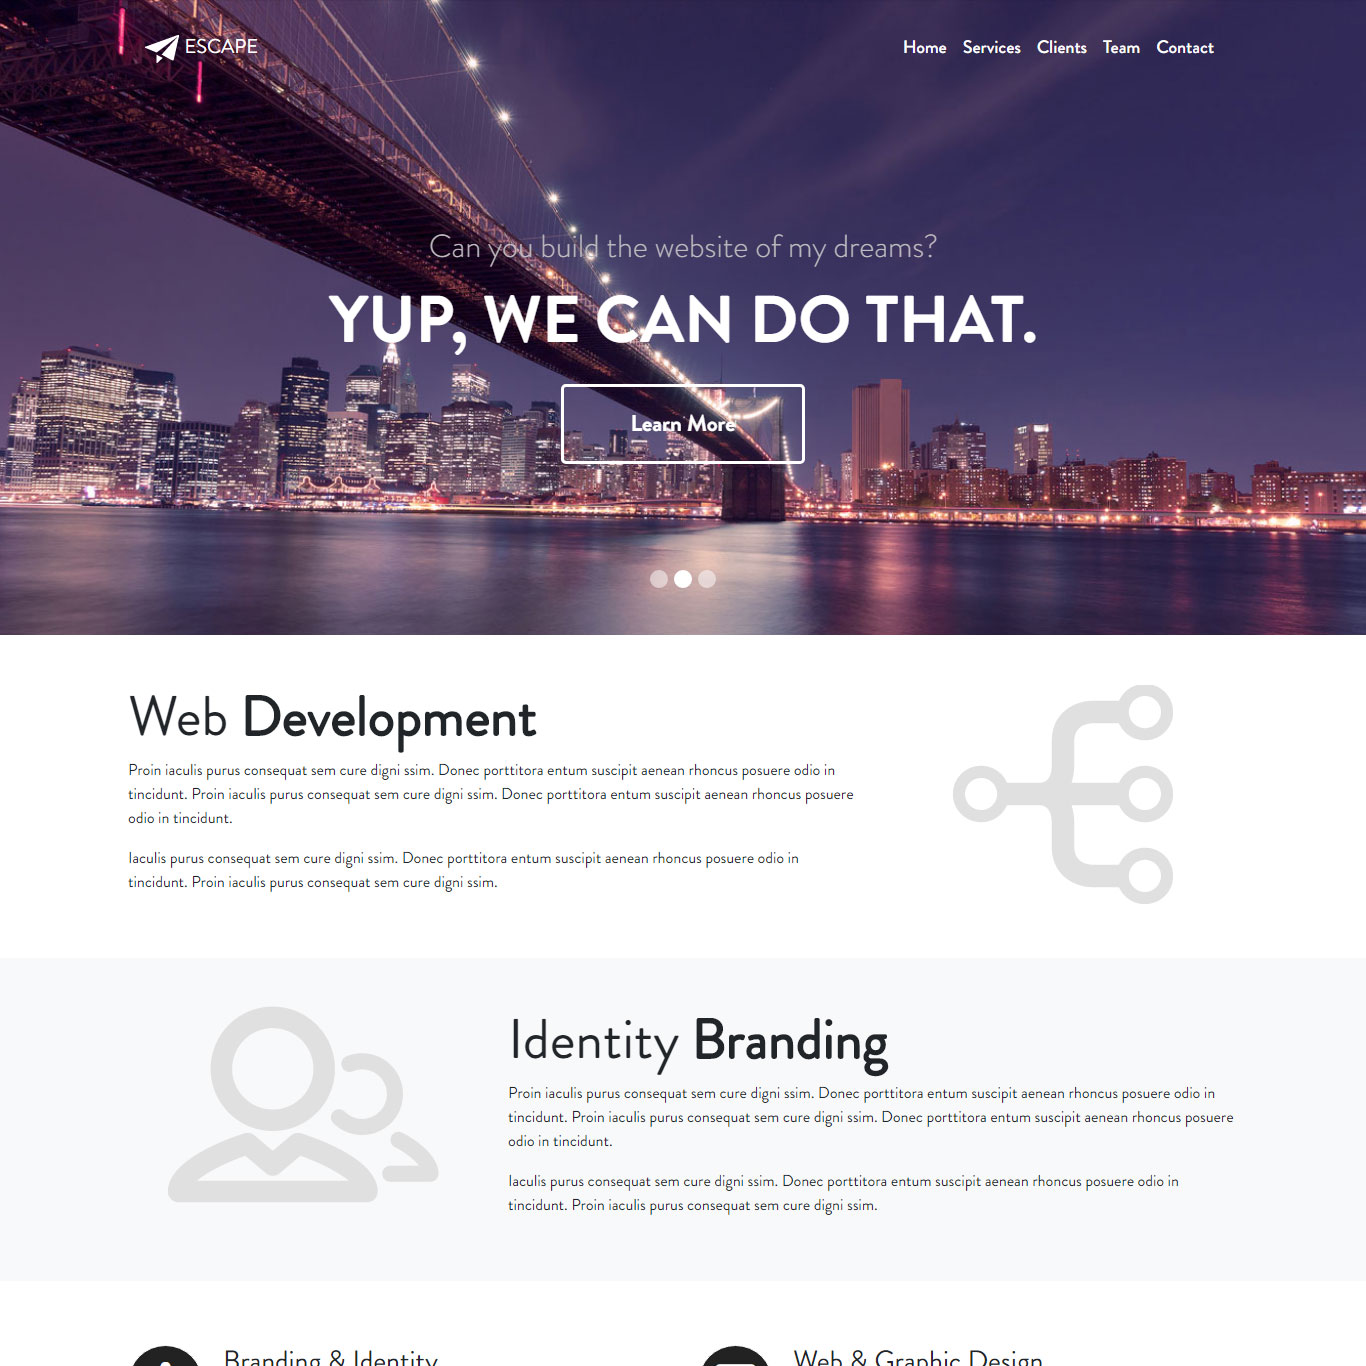 ESCAPE
Home Services Clients Team Contact
Can you build the website of my dreams?
YUP, WE CAN DO THAT.
Learn More
Web Development
Proin iaculis purus consequat sem cure digni ssim. Donec porttitora entum suscipit aenean rhoncus posuere odio in
tincidunt. Proin iaculis purus consequat sem cure digni ssim. Donec porttitora entum suscipit aenean rhoncus posuere
odio in tincidunt.
Iaculis purus consequat sem cure digni ssim. Donec porttitora entum suscipit aenean rhoncus posuere odio in
tincidunt. Proin iaculis purus consequat sem cure digni ssim.
Identity Branding
Proin iaculis purus consequat sem cure digni ssim. Donec porttitora entum suscipit aenean rhoncus posuere odio in
tincidunt. Proin iaculis purus consequat sem cure digni ssim. Donec porttitora entum suscipit aenean rhoncus posuere
odio in tincidunt.
Iaculis purus consequat sem cure digni ssim. Donec porttitora entum suscipit aenean rhoncus posuere odio in
tincidunt. Proin iaculis purus consequat sem cure digni ssim.
Branding & Identity
Web & Graphic Design